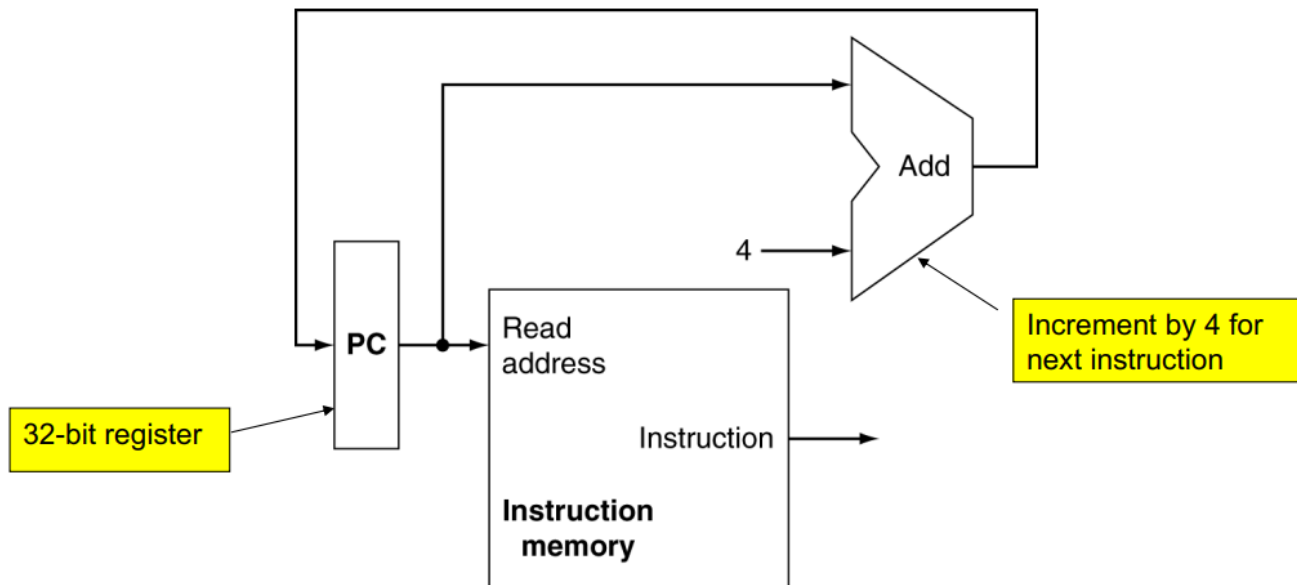 Add
4
Increment by 4 for
next instruction
PC
Read
address
32-bit register
Instruction
Instruction
memory